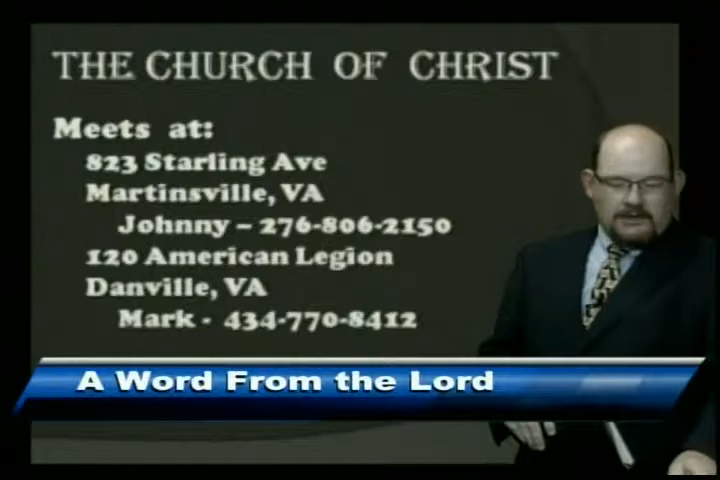 THE CHURCH OF CHRIST
Meets at:
823 Starling Ave
Martinsville, VA
Johnny – 276-806-2150
120 American Legion
Danville, VA
Mark - 434-770-8412
A Word From the Lord